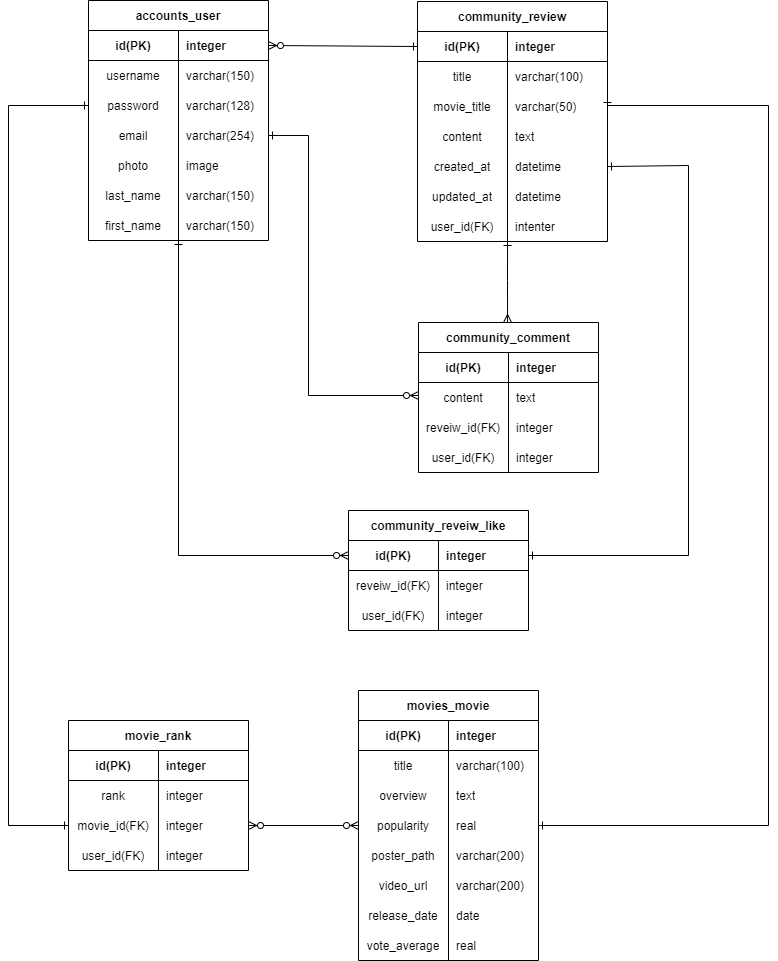 accounts_user
id(PK) integer
username varchar(150)
password varchar(128)
email varchar(254)
photo image
last_name varchar(150)
first_name varchar(150)
community_review
id(PK) integer
title varchar(100)
movie_title varchar(50)
content text
created_at datetime
updated_at datetime
user_id(FK) intenter
community_comment
id(PK) integer
content text
reveiw_id(FK) integer
user_id(FK) integer
community_reveiw_like
id(PK) integer
reveiw_id(FK) integer
user_id(FK) integer
movie_rank
id(PK) integer
rank integer
movie_id(FK) integer
user_id(FK) integer
movies_movie
id(PK) integer
title varchar(100)
overview text
popularity real
poster_path varchar(200)
video_url varchar(200)
release_date date
vote_average real